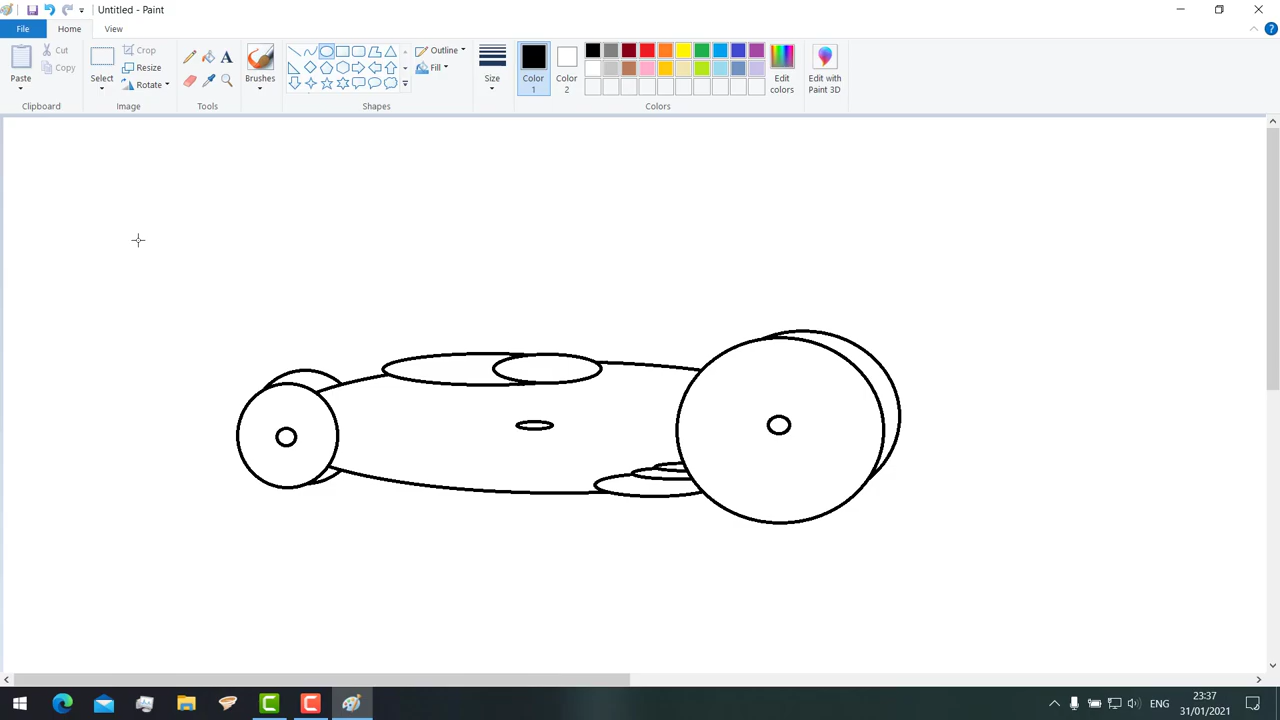 Untitled - Paint
File
Home
View
Paste
Cut
Copy
Clipboard
Select
Crop
Resize
Rotate
Image
A
Tools
Brushes
Outline
Fill
Shapes
Size
Color 1
Color 2
Edit colors
Colors
Edit with Paint 3D
ENG
23:37
31/01/2021